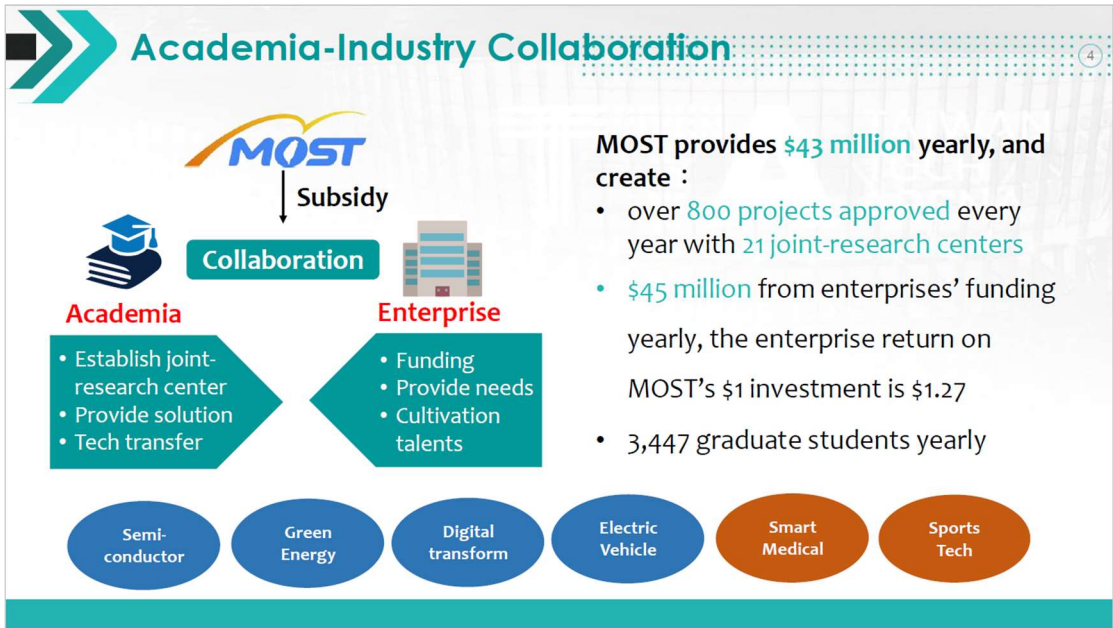 Academia-Industry Collaboration
4
MOST
Subsidy
Collaboration
Academia
Enterprise
• Establish joint-
research center
• Provide solution
• Tech transfer
• Funding
• Provide needs
• Cultivation
talents
MOST provides $43 million yearly, and
create：
• over 800 projects approved every
year with 21 joint-research centers
• $45 million from enterprises’ funding
yearly, the enterprise return on
MOST’s $1 investment is $1.27
• 3,447 graduate students yearly
Semi-
conductor
Green
Energy
Digital
transform
Electric
Vehicle
Smart
Medical
Sports
Tech